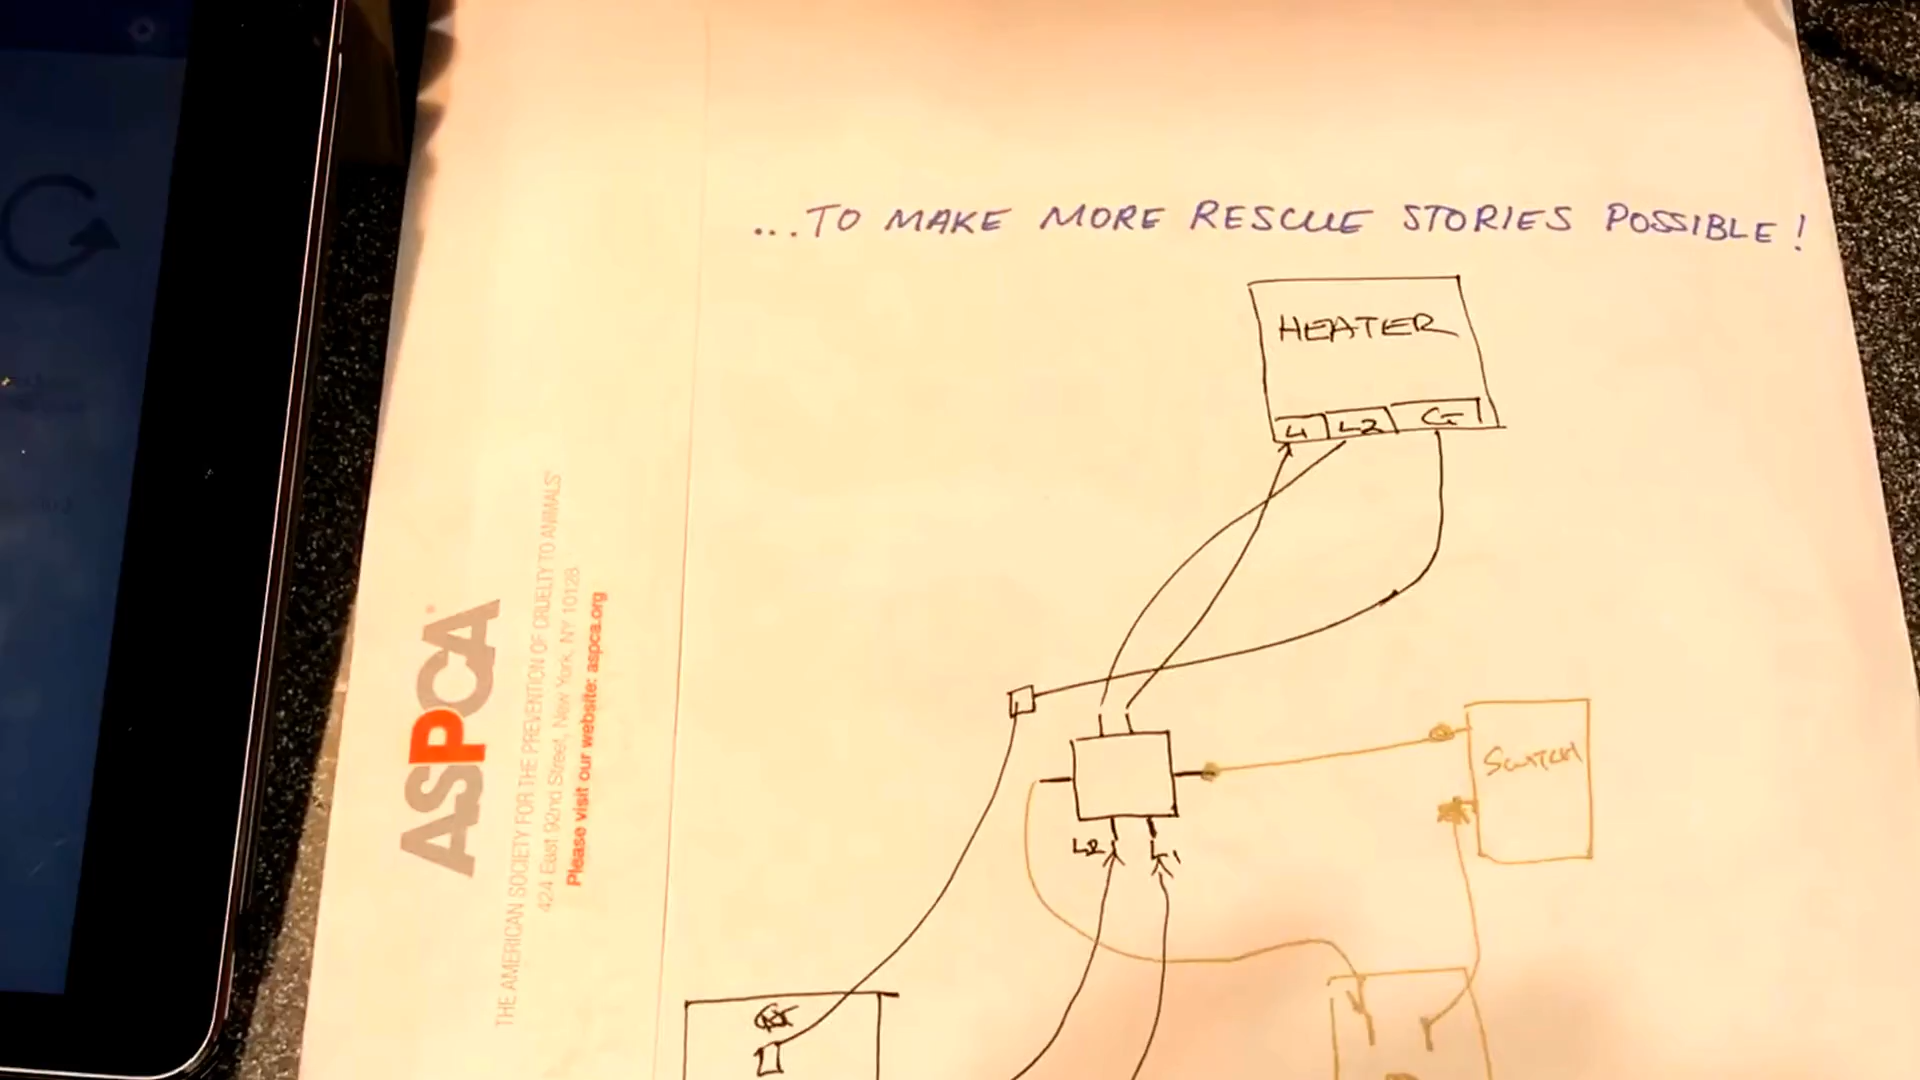 ...TO MAKE MORE RESCUE STORIES POSSIBLE!
HEATER
L1 L2 G
SWITCH
L2 L1
ASPCA
THE AMERICAN SOCIETY FOR THE PREVENTION OF CRUELTY TO ANIMALS®
424 East 92nd Street, New York, NY 10128
Please visit our website: aspca.org